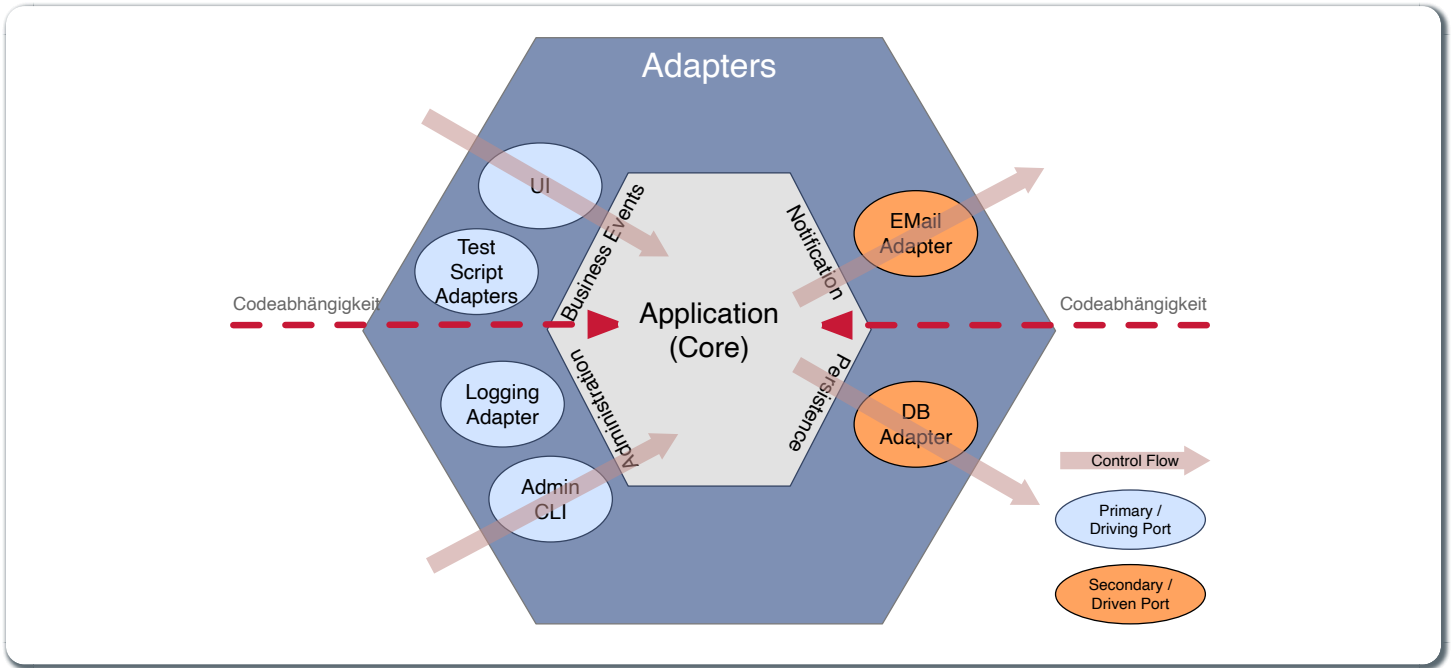 Adapters
UI
Test
Script
Adapters
Business Events
Notification
EMail
Adapter
Codeabhängigkeit
Codeabhängigkeit
Application
(Core)
Logging
Adapter
Administration
Persistence
DB
Adapter
Admin
CLI
Control Flow
Primary /
Driving Port
Secondary /
Driven Port